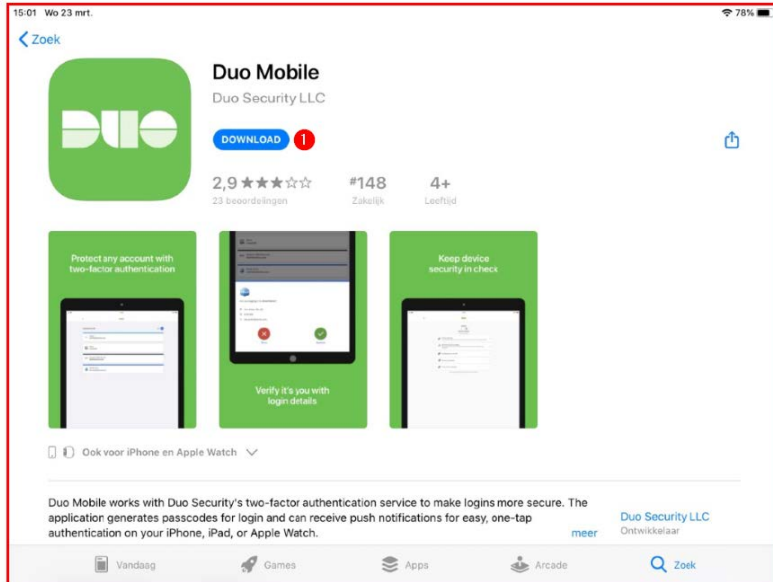 15:01 Wo 23 mrt.
78%
Zoek
DUO
Duo Mobile
Duo Security LLC
DOWNLOAD
1
2,9 ★★★☆☆
#148
4+
23 beoordelingen
Zakelijk
Leeftijd
Protect any account with
two-factor authentication
Verify it's you with
login details
Keep device
security in check
Ook voor iPhone en Apple Watch
Duo Mobile works with Duo Security's two-factor authentication service to make logins more secure. The
application generates passcodes for login and can receive push notifications for easy, one-tap
authentication on your iPhone, iPad, or Apple Watch.
meer
Duo Security LLC
Ontwikkelaar
Vandaag
Games
Apps
Arcade
Zoek